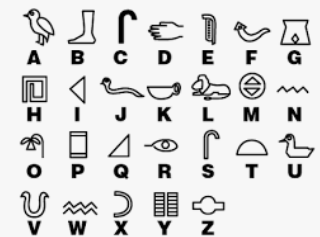 A B C D E F G
H I J K L M N
O P Q R S T U
V W X Y Z